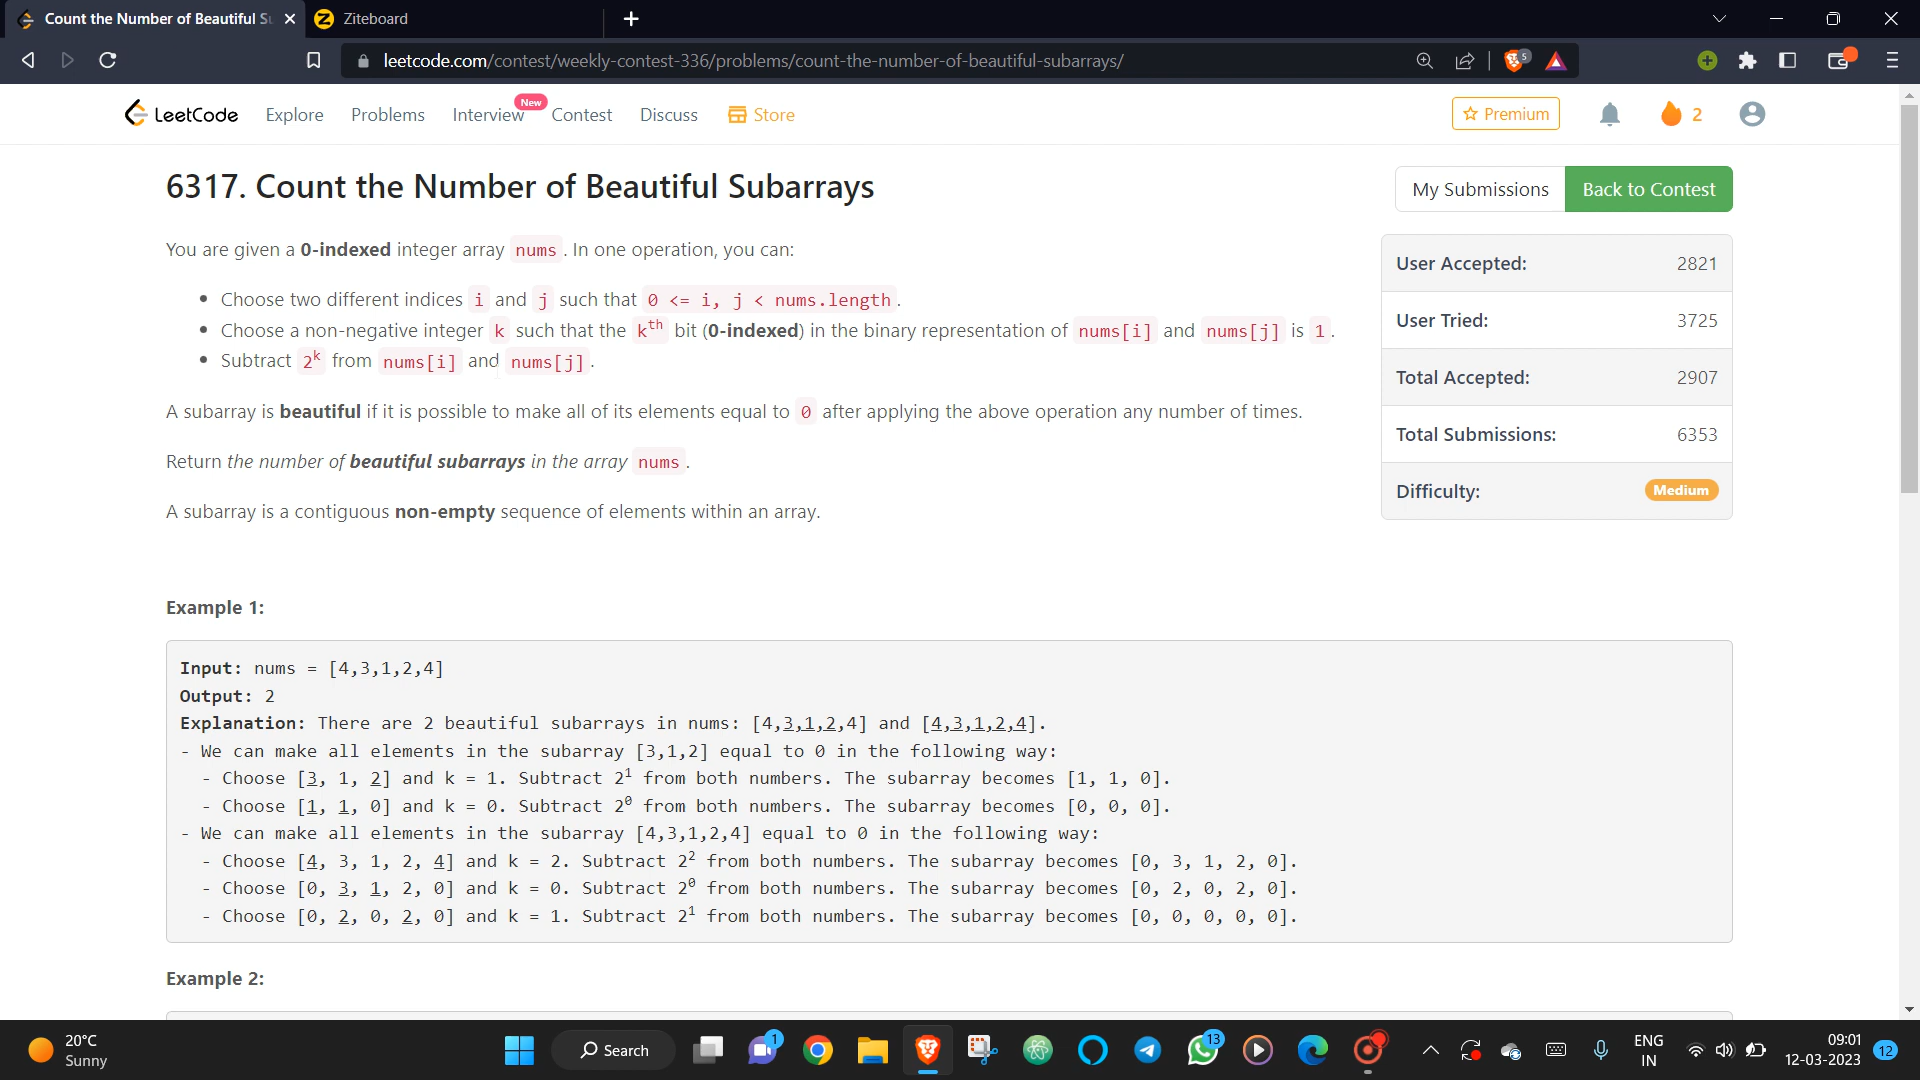 Count the Number of Beautiful Su
Ziteboard
leetcode.com/contest/weekly-contest-336/problems/count-the-number-of-beautiful-subarrays/
5
LeetCode Explore Problems Interview New Contest Discuss Store
Premium 2
6317. Count the Number of Beautiful Subarrays
My Submissions Back to Contest
You are given a 0-indexed integer array nums. In one operation, you can:
• Choose two different indices i and j such that 0 <= i, j < nums.length.
• Choose a non-negative integer k such that the kth bit (0-indexed) in the binary representation of nums[i] and nums[j] is 1.
• Subtract 2k from nums[i] and nums[j].
A subarray is beautiful if it is possible to make all of its elements equal to 0 after applying the above operation any number of times.
Return the number of beautiful subarrays in the array nums.
A subarray is a contiguous non-empty sequence of elements within an array.
User Accepted: 2821
User Tried: 3725
Total Accepted: 2907
Total Submissions: 6353
Difficulty: Medium
Example 1:
Input: nums = [4,3,1,2,4]
Output: 2
Explanation: There are 2 beautiful subarrays in nums: [4,3,1,2,4] and [4,3,1,2,4].
- We can make all elements in the subarray [3,1,2] equal to 0 in the following way:
- Choose [3, 1, 2] and k = 1. Subtract 2¹ from both numbers. The subarray becomes [1, 1, 0].
- Choose [1, 1, 0] and k = 0. Subtract 2⁰ from both numbers. The subarray becomes [0, 0, 0].
- We can make all elements in the subarray [4,3,1,2,4] equal to 0 in the following way:
- Choose [4, 3, 1, 2, 4] and k = 2. Subtract 2² from both numbers. The subarray becomes [0, 3, 1, 2, 0].
- Choose [0, 3, 1, 2, 0] and k = 0. Subtract 2⁰ from both numbers. The subarray becomes [0, 2, 0, 2, 0].
- Choose [0, 2, 0, 2, 0] and k = 1. Subtract 2¹ from both numbers. The subarray becomes [0, 0, 0, 0, 0].
Example 2:
20°C
Sunny
Search
1
13
ENG
IN
09:01
12-03-2023
12